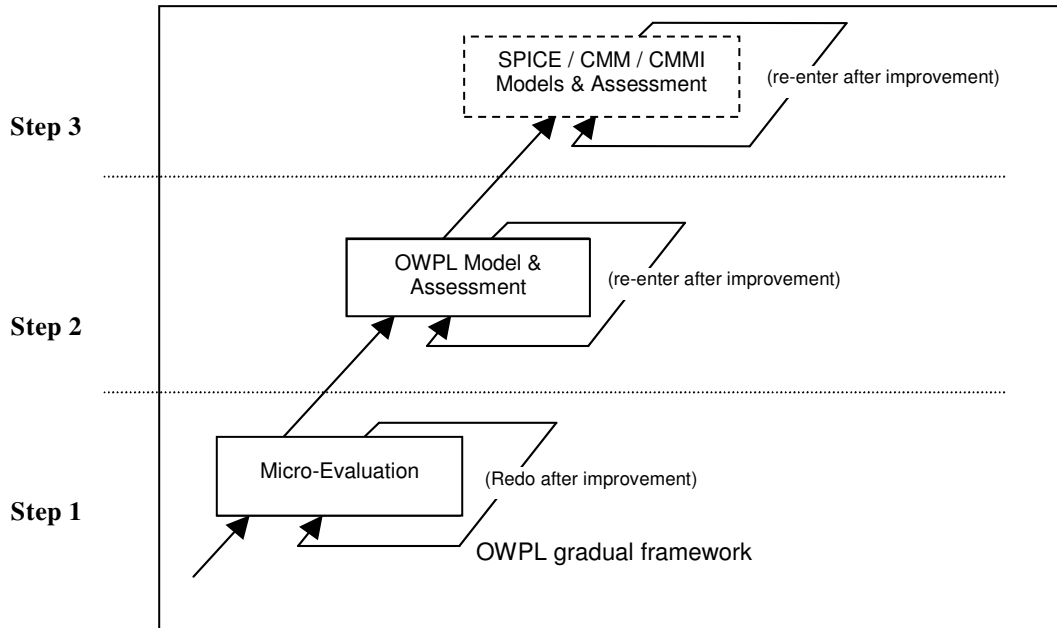 SPICE / CMM / CMMI
Models & Assessment
(re-enter after improvement)
Step 3
OWPL Model &
Assessment
(re-enter after improvement)
Step 2
Micro-Evaluation
(Redo after improvement)
Step 1
OWPL gradual framework